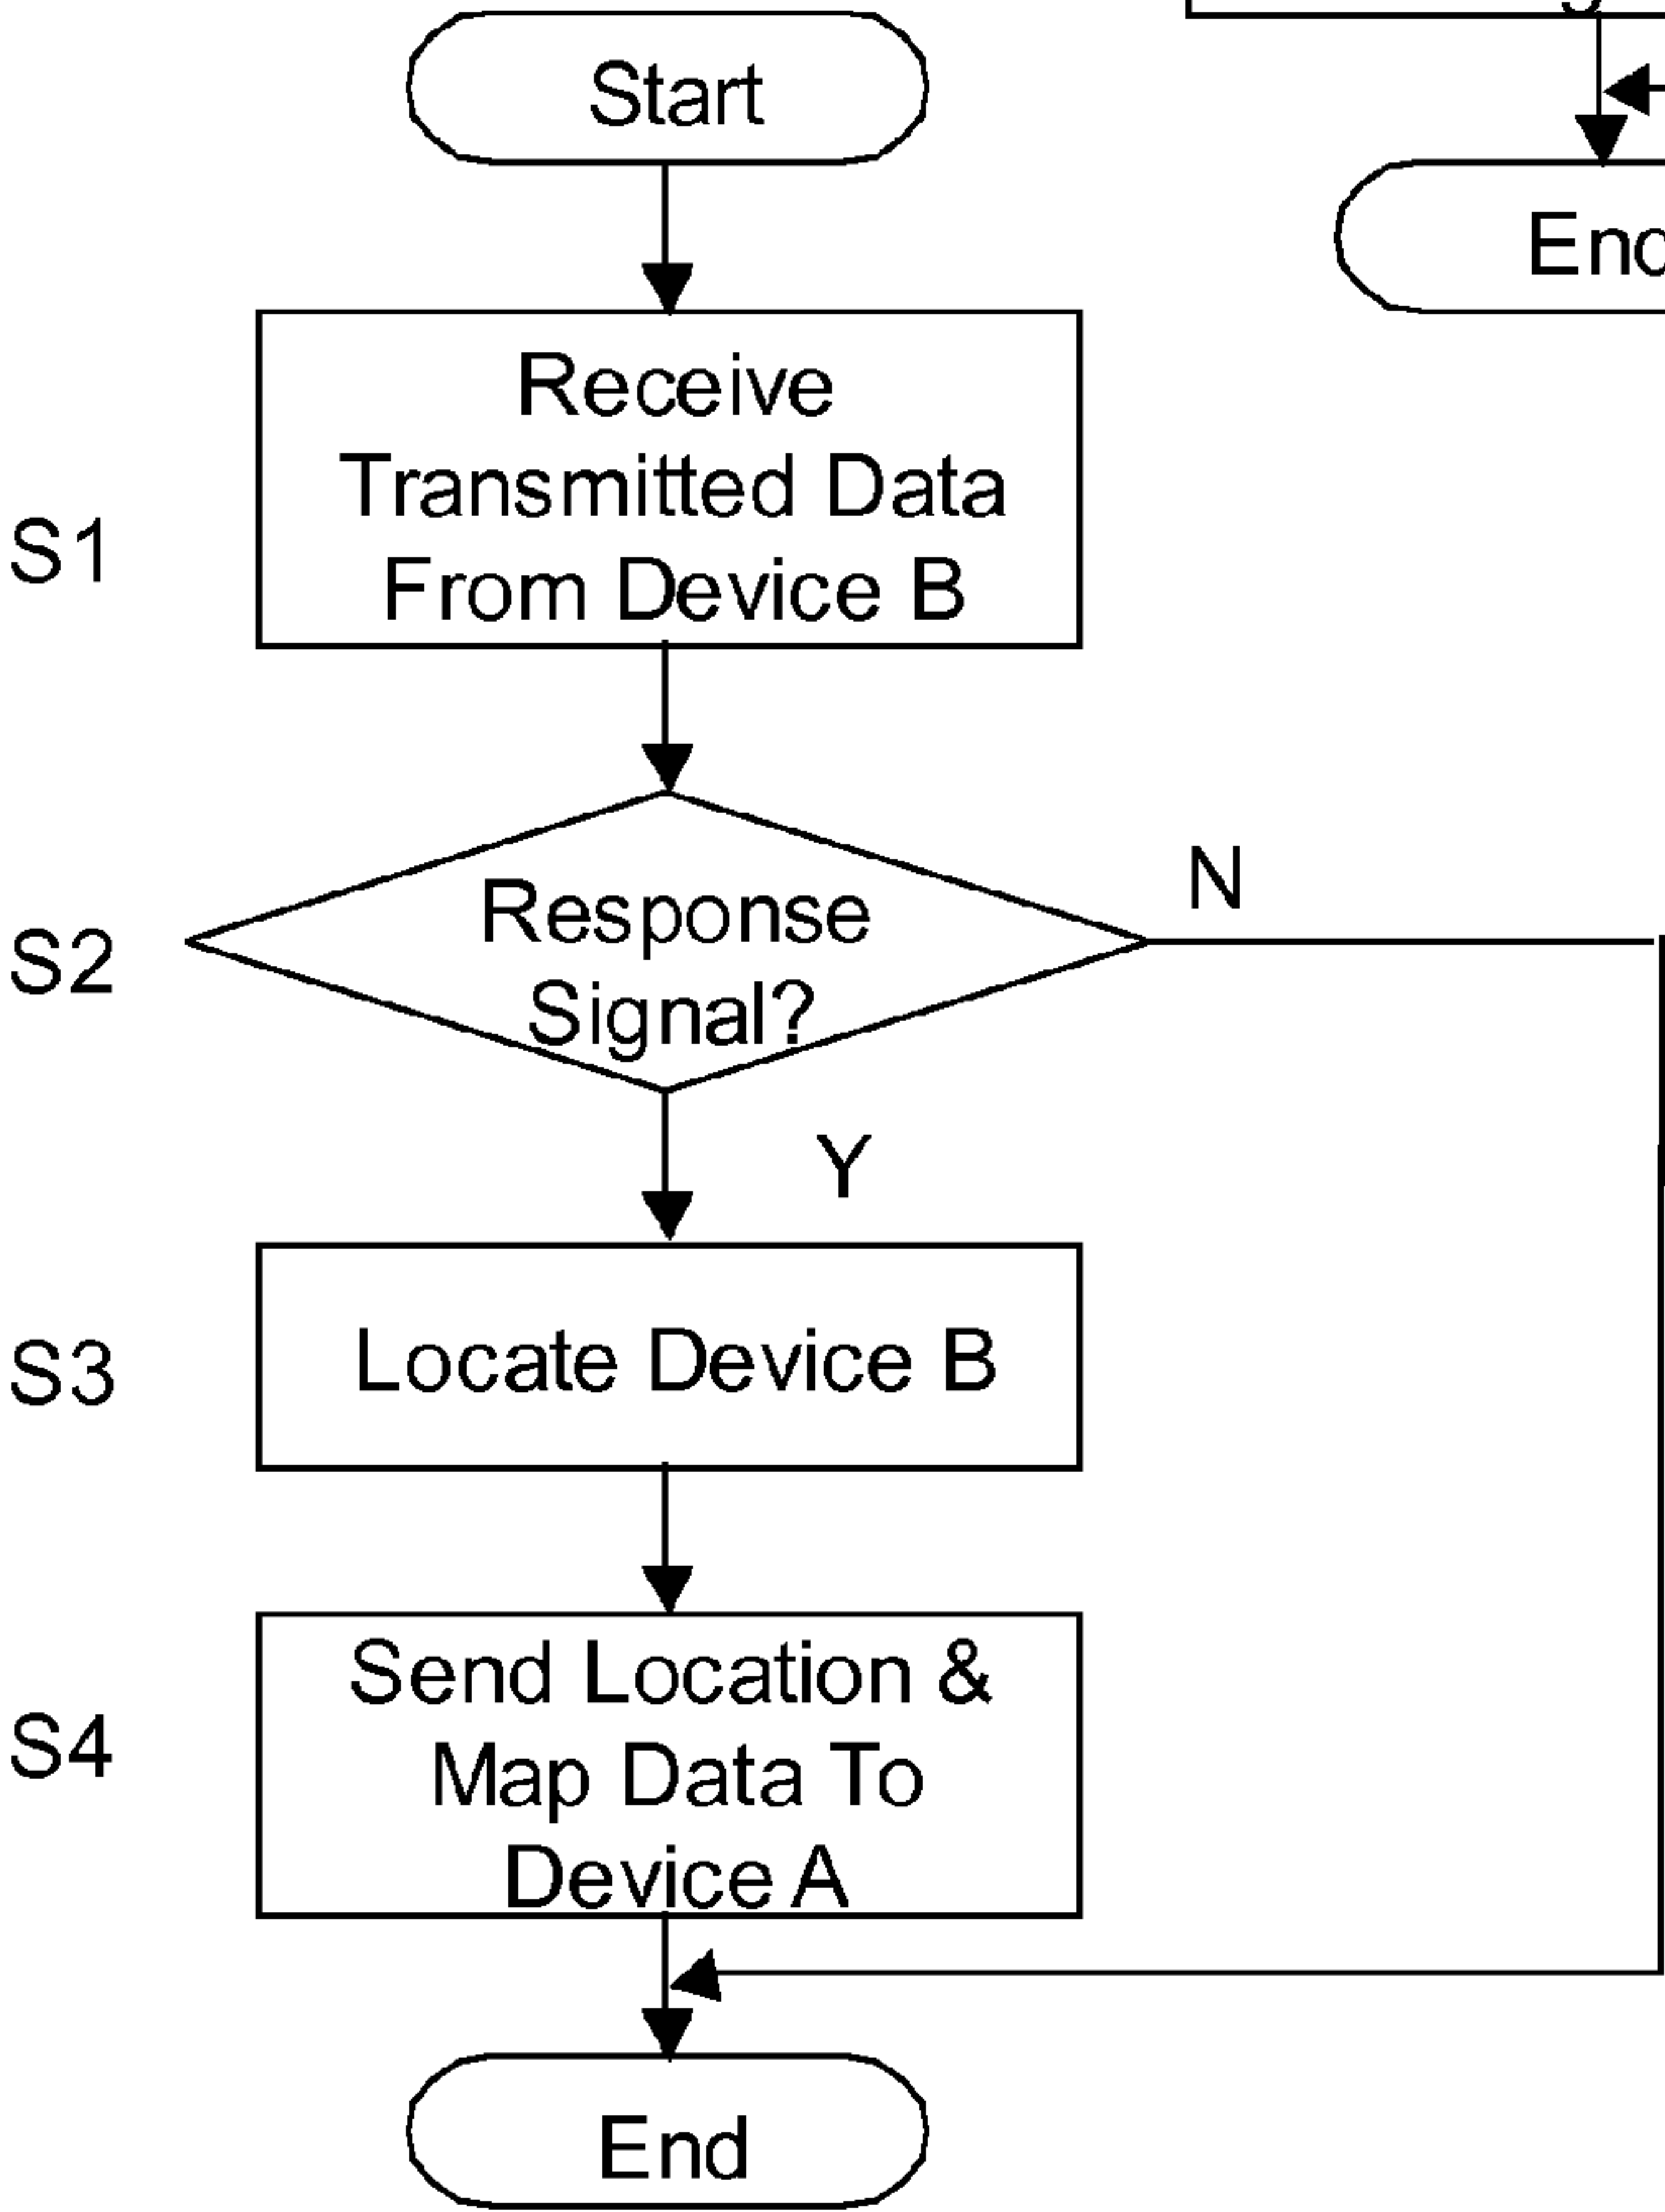 Start
Receive
Transmitted Data
From Device B
S1
Response
Signal?
N
S2
Y
Locate Device B
S3
Send Location &
Map Data To
Device A
S4
End